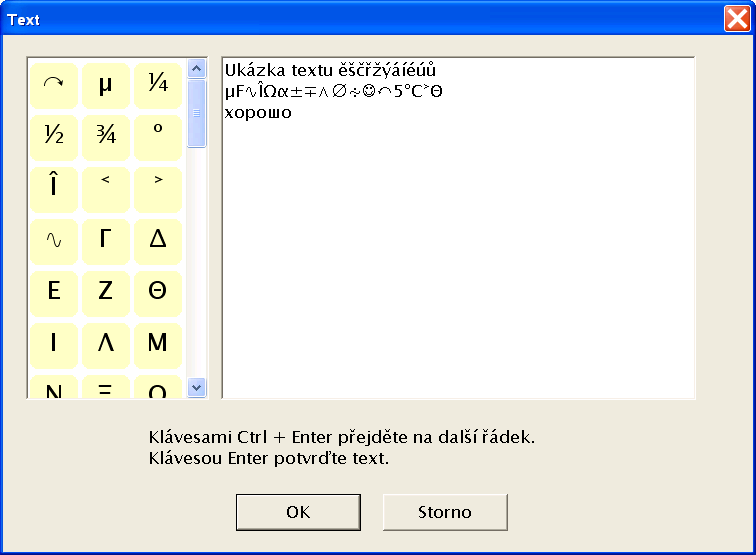 Text
⤼ μ ¼
½ ¾ º
Î ˂ ˃
∿ Γ Δ
Ε Ζ Θ
Ι Λ Μ
Ν Ξ Ο
Ukázka textu ěščřžýáíéúů
μF∿ÎΩα±∓∧∅÷☺⌒5°C˃Θ
хорошо
Klávesami Ctrl + Enter přejděte na další řádek.
Klávesou Enter potvrďte text.
OK Storno